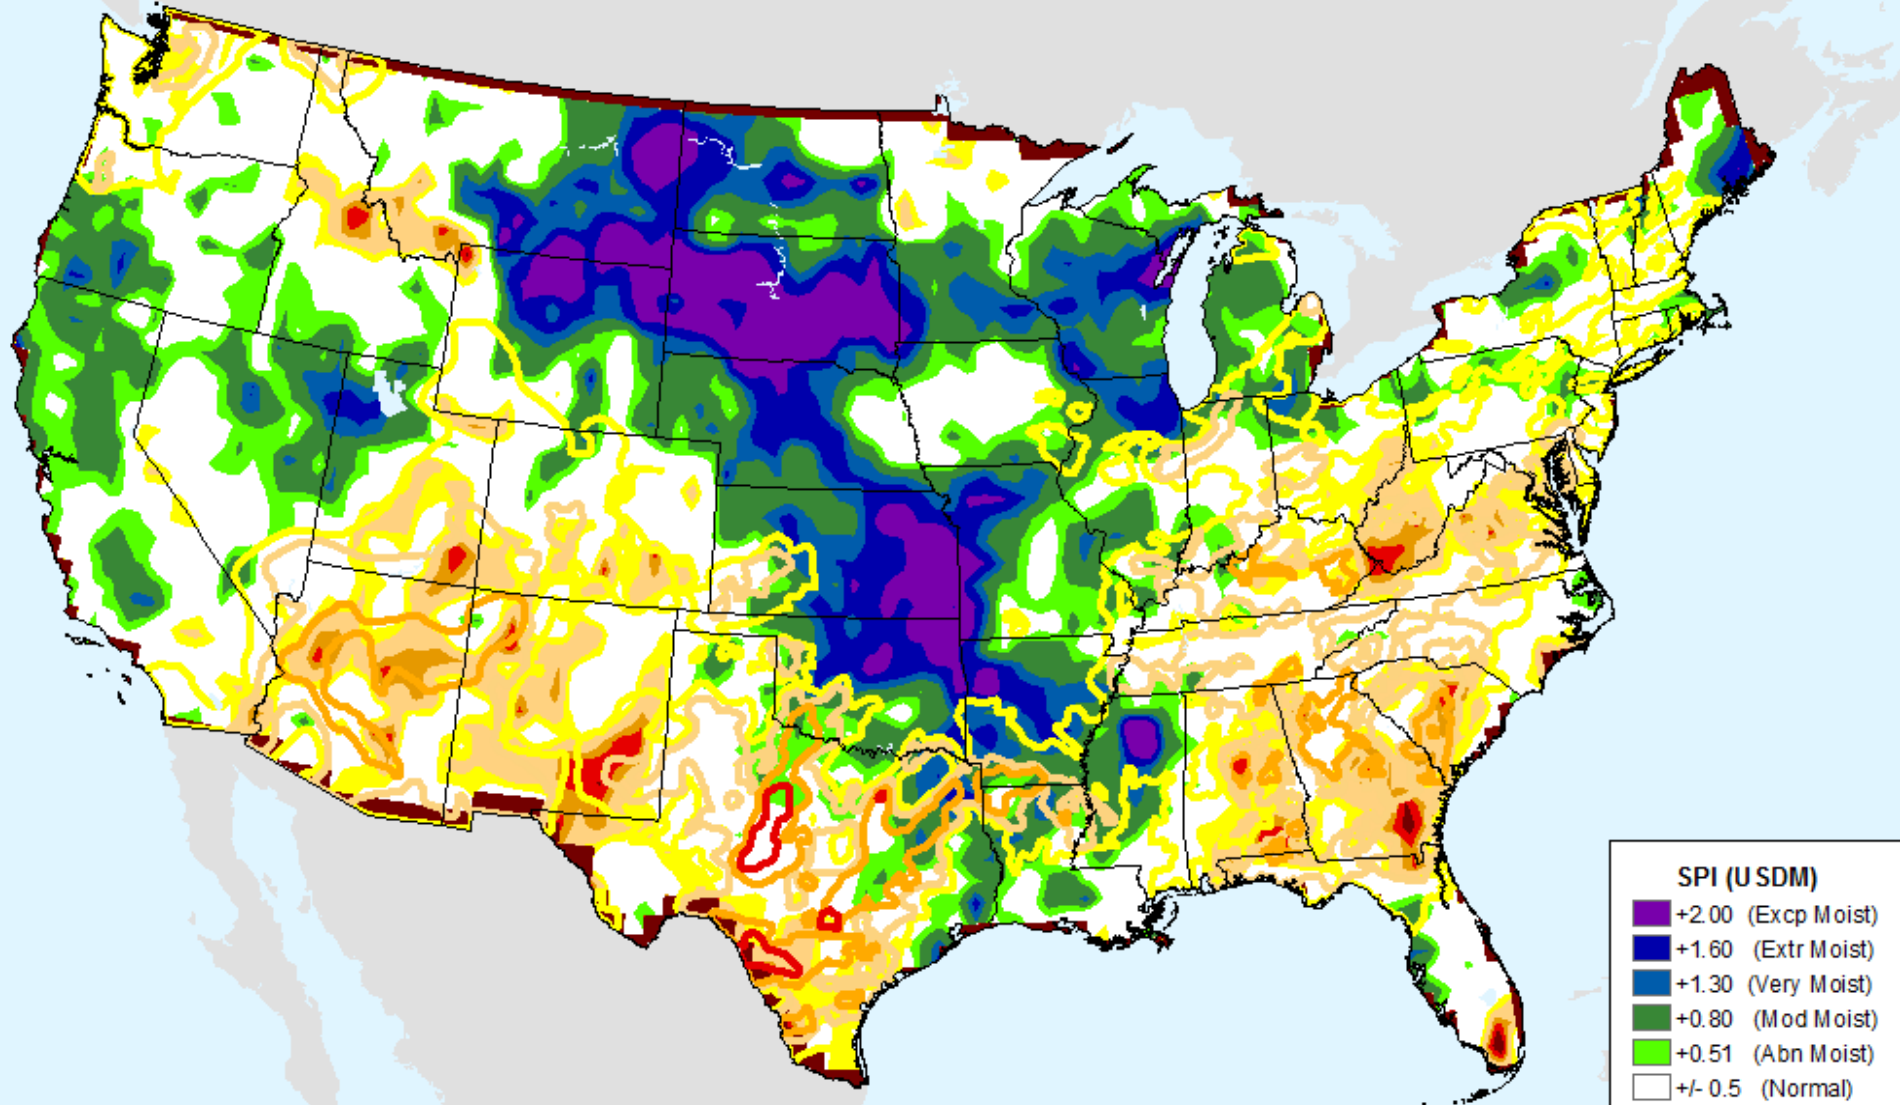 SPI (USDM)
+2.00 (Excp Moist)
+1.60 (Extr Moist)
+1.30 (Very Moist)
+0.80 (Mod Moist)
+0.51 (Abn Moist)
+/- 0.5 (Normal)